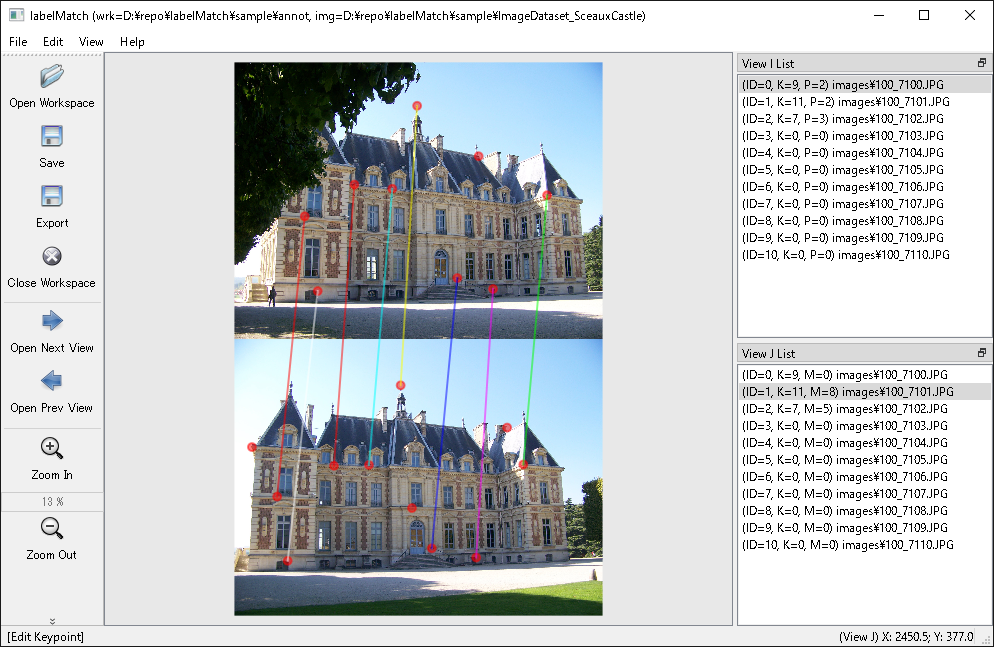 labelMatch (wrk=D:¥repo¥labelMatch¥sample¥annot, img=D:¥repo¥labelMatch¥sample¥ImageDataset_SceauxCastle)
File Edit View Help
Open Workspace
Save
Export
Close Workspace
Open Next View
Open Prev View
Zoom In
13 %
Zoom Out
View I List
(ID=0, K=9, P=2) images¥100_7100.JPG
(ID=1, K=11, P=2) images¥100_7101.JPG
(ID=2, K=7, P=3) images¥100_7102.JPG
(ID=3, K=0, P=0) images¥100_7103.JPG
(ID=4, K=0, P=0) images¥100_7104.JPG
(ID=5, K=0, P=0) images¥100_7105.JPG
(ID=6, K=0, P=0) images¥100_7106.JPG
(ID=7, K=0, P=0) images¥100_7107.JPG
(ID=8, K=0, P=0) images¥100_7108.JPG
(ID=9, K=0, P=0) images¥100_7109.JPG
(ID=10, K=0, P=0) images¥100_7110.JPG
View J List
(ID=0, K=9, M=0) images¥100_7100.JPG
(ID=1, K=11, M=8) images¥100_7101.JPG
(ID=2, K=7, M=5) images¥100_7102.JPG
(ID=3, K=0, M=0) images¥100_7103.JPG
(ID=4, K=0, M=0) images¥100_7104.JPG
(ID=5, K=0, M=0) images¥100_7105.JPG
(ID=6, K=0, M=0) images¥100_7106.JPG
(ID=7, K=0, M=0) images¥100_7107.JPG
(ID=8, K=0, M=0) images¥100_7108.JPG
(ID=9, K=0, M=0) images¥100_7109.JPG
(ID=10, K=0, M=0) images¥100_7110.JPG
[Edit Keypoint]
(View J) X: 2450.5; Y: 377.0